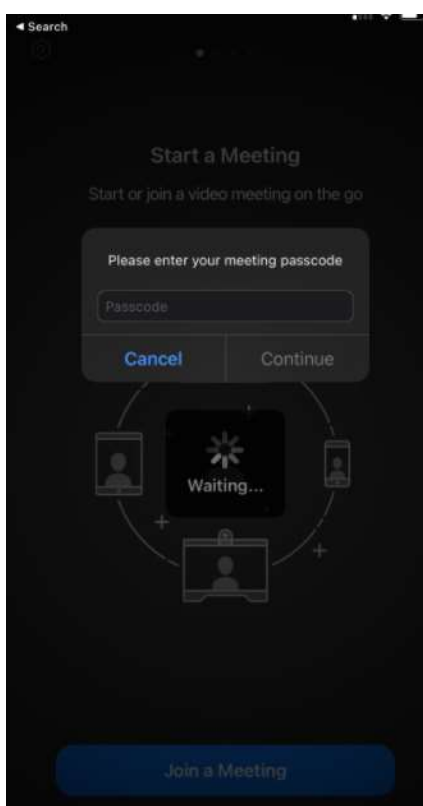 ◀ Search
Start a Meeting
Start or join a video meeting on the go
Please enter your meeting passcode
Passcode
Cancel
Continue
Waiting...
Join a Meeting